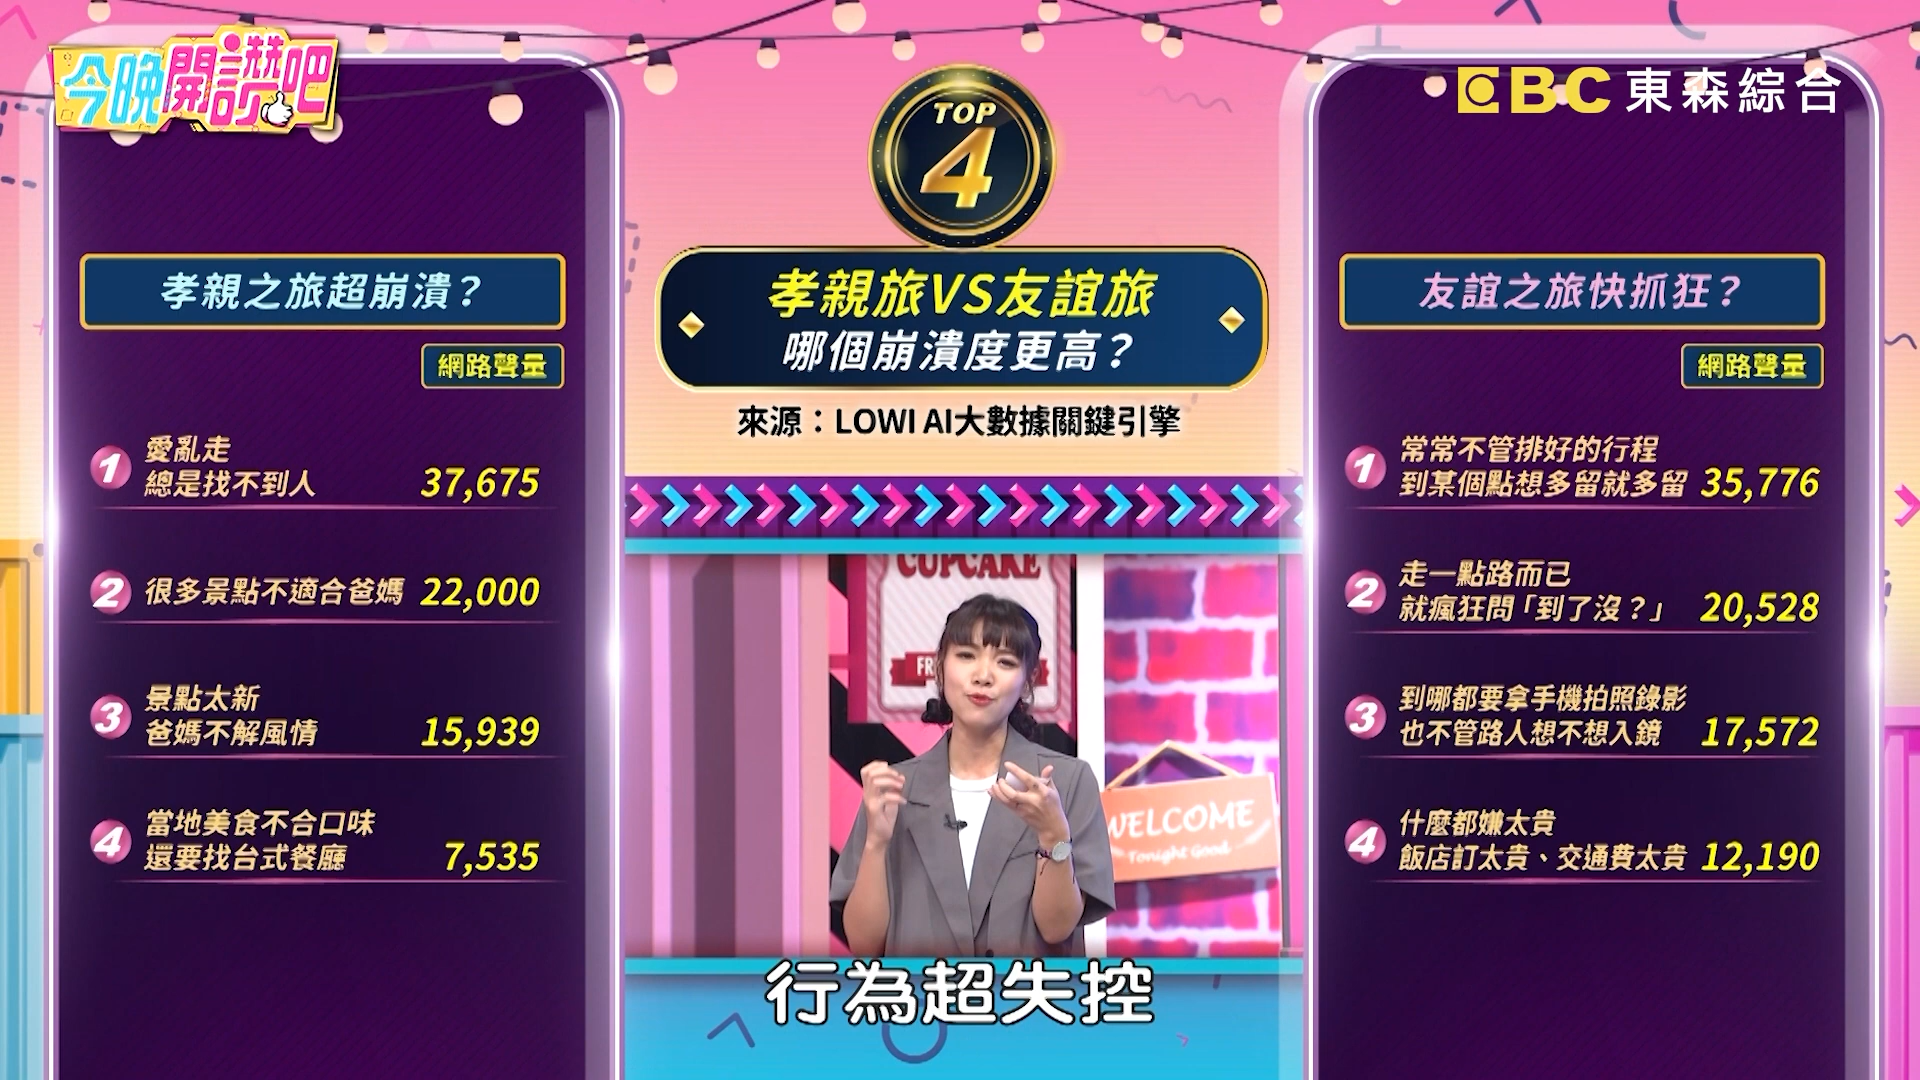 今晚開讚吧
EBC 東森綜合
TOP
4
孝親旅VS友誼旅
哪個崩潰度更高？
來源：LOWI AI大數據關鍵引擎
孝親之旅超崩潰？
網路聲量
1 愛亂走
總是找不到人 37,675
2 很多景點不適合爸媽 22,000
3 景點太新
爸媽不解風情 15,939
4 當地美食不合口味
還要找台式餐廳 7,535
友誼之旅快抓狂？
網路聲量
1 常常不管排好的行程
到某個點想多留就多留 35,776
2 走一點路而已
就瘋狂問「到了沒？」 20,528
3 到哪都要拿手機拍照錄影
也不管路人想不想入鏡 17,572
4 什麼都嫌太貴
飯店訂太貴、交通費太貴 12,190
CUPCAKE
FR
WELCOME
Tonight Good
行為超失控